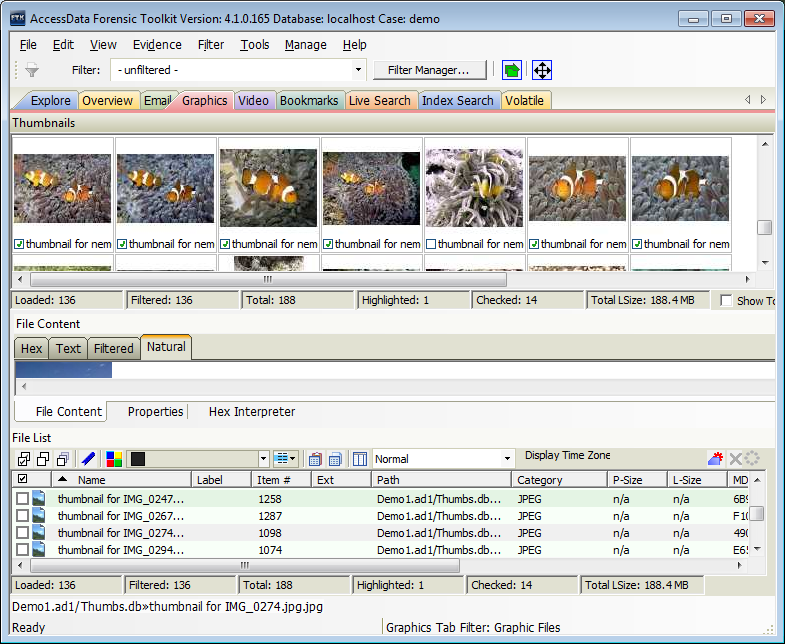 FTK AccessData Forensic Toolkit Version: 4.1.0.165 Database: localhost Case: demo
File Edit View Evidence Filter Tools Manage Help
Filter: - unfiltered - Filter Manager...
Explore Overview Email Graphics Video Bookmarks Live Search Index Search Volatile
Thumbnails
thumbnail for nem thumbnail for nem thumbnail for nem thumbnail for nem thumbnail for nem thumbnail for nem thumbnail for nem
Loaded: 136 Filtered: 136 Total: 188 Highlighted: 1 Checked: 14 Total LSize: 188.4 MB Show To
File Content
Hex Text Filtered Natural
File Content Properties Hex Interpreter
File List
Normal Display Time Zone
Name Label Item # Ext Path Category P-Size L-Size MD
thumbnail for IMG_0247... 1258 Demo1.ad1/Thumbs.db... JPEG n/a n/a 6B9
thumbnail for IMG_0267... 1287 Demo1.ad1/Thumbs.db... JPEG n/a n/a F10
thumbnail for IMG_0274... 1098 Demo1.ad1/Thumbs.db... JPEG n/a n/a 490
thumbnail for IMG_0294... 1074 Demo1.ad1/Thumbs.db... JPEG n/a n/a E65
Loaded: 136 Filtered: 136 Total: 188 Highlighted: 1 Checked: 14 Total LSize: 188.4 MB
Demo1.ad1/Thumbs.db»thumbnail for IMG_0274.jpg.jpg
Ready Graphics Tab Filter: Graphic Files